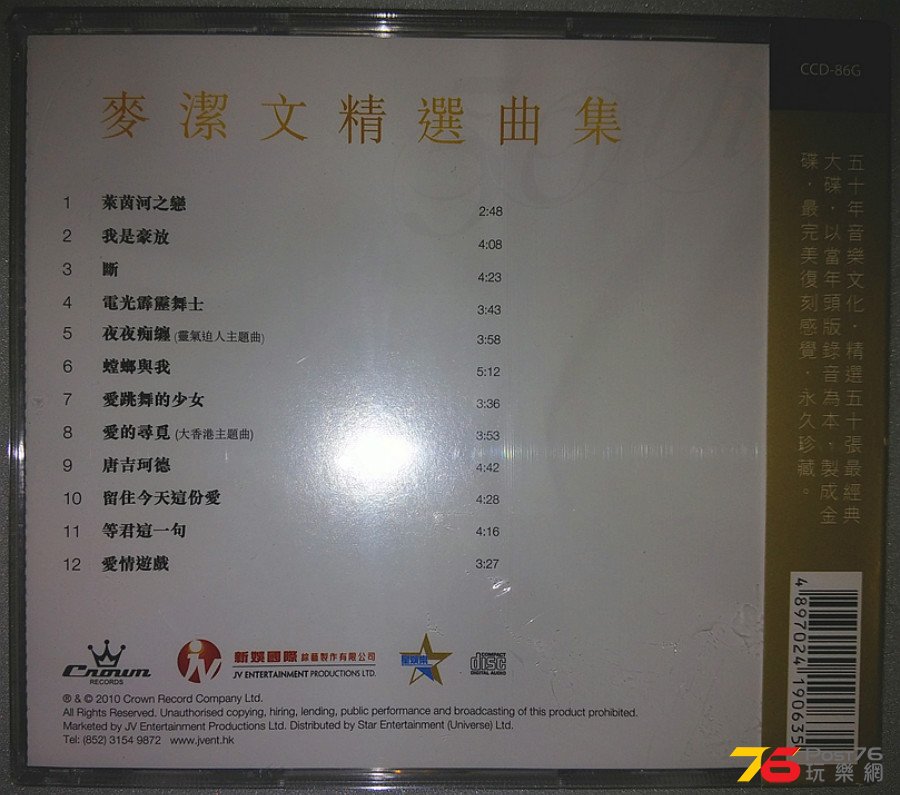 麥潔文精選曲集
1 萊茵河之戀 2:48
2 我是豪放 4:08
3 斷 4:23
4 電光霹靂舞士 3:43
5 夜夜痴纏 (靈氣迫人主題曲) 3:58
6 螳螂與我 5:12
7 愛跳舞的少女 3:36
8 愛的尋覓 (大香港主題曲) 3:53
9 唐吉珂德 4:42
10 留住今天這份愛 4:28
11 等君這一句 4:16
12 愛情遊戲 3:27
Crown
RECORDS
JV
新娛國際 綜藝製作有限公司
JV ENTERTAINMENT PRODUCTIONS LTD.
星娛樂
COMPACT
disc
DIGITAL AUDIO
℗ & © 2010 Crown Record Company Ltd.
All Rights Reserved. Unauthorised copying, hiring, lending, public performance and broadcasting of this product prohibited.
Marketed by JV Entertainment Productions Ltd. Distributed by Star Entertainment (Universe) Ltd.
Tel: (852) 3154 9872 www.jvent.hk
CCD-86G
五十年音樂文化，精選五十張最經典
大碟，以當年頭版錄音為本、製成金
碟，最完美復刻感覺，永久珍藏。
4 897024 190635
76 Post76
玩樂網